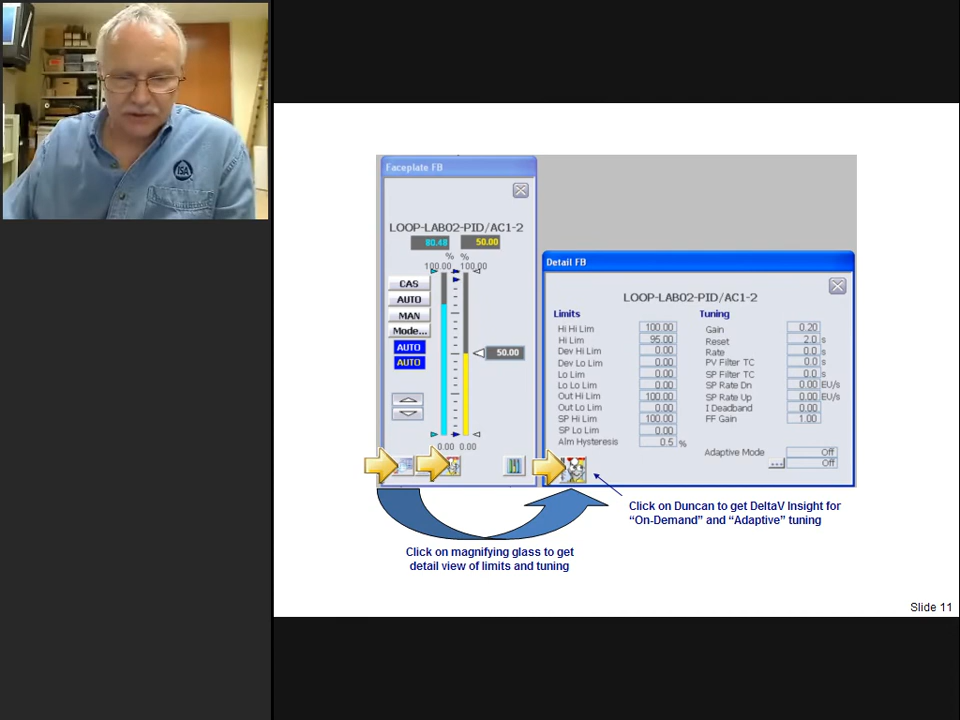 ISA
Faceplate FB
LOOP-LAB02-PID/AC1-2
80.48 50.00
% %
100.00 100.00
CAS
AUTO
MAN
Mode...
AUTO
AUTO
50.00
0.00 0.00
Detail FB
LOOP-LAB02-PID/AC1-2
Limits Tuning
Hi Hi Lim 100.00 Gain 0.20
Hi Lim 95.00 Reset 2.0 s
Dev Hi Lim 0.00 Rate 0.0 s
Dev Lo Lim 0.00 PV Filter TC 0.0 s
Lo Lim 0.00 SP Filter TC 0.0 s
Lo Lo Lim 0.00 SP Rate Dn 0.00 EU/s
Out Hi Lim 100.00 SP Rate Up 0.00 EU/s
Out Lo Lim 0.00 I Deadband 0.00
SP Hi Lim 100.00 FF Gain 1.00
SP Lo Lim 0.00
Alm Hysteresis 0.5 %
Adaptive Mode Off
... Off
Click on Duncan to get DeltaV Insight for
“On-Demand” and “Adaptive” tuning
Click on magnifying glass to get
detail view of limits and tuning
Slide 11